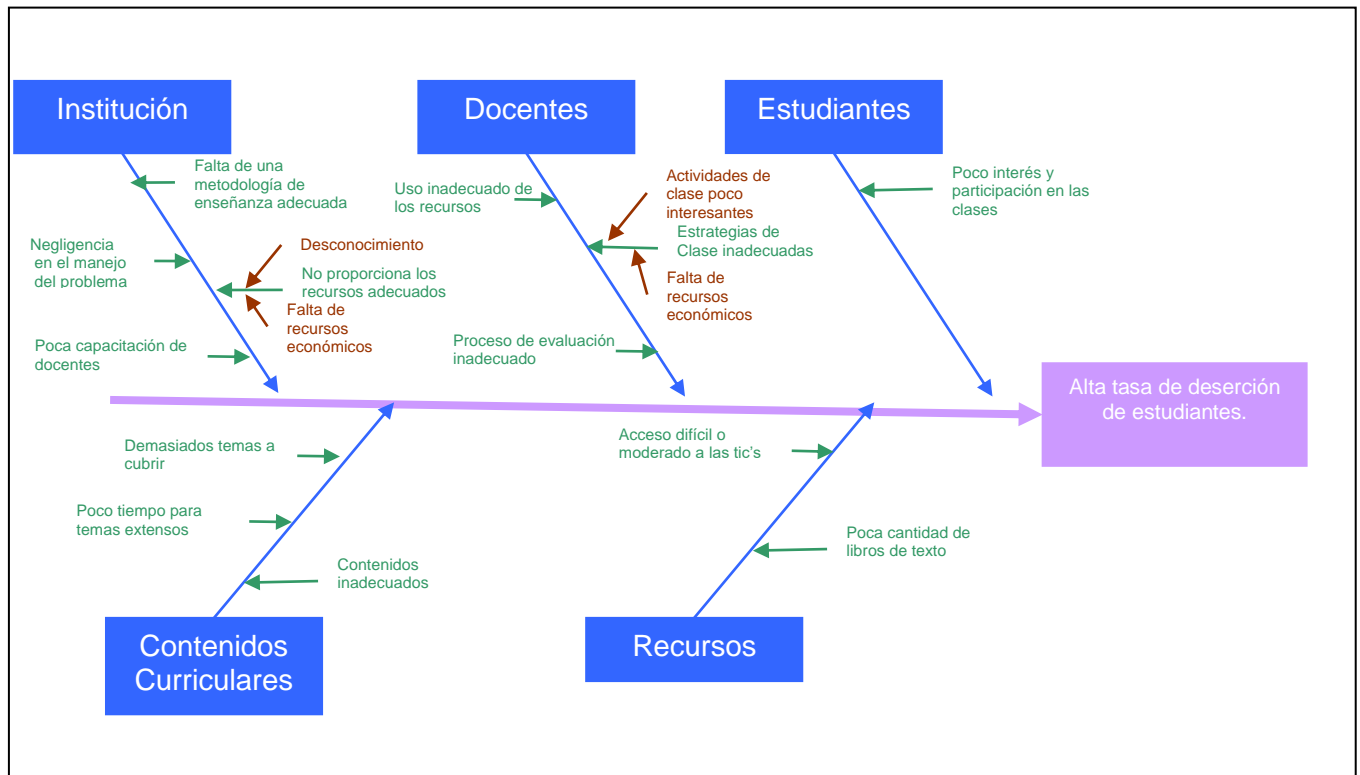 Institución
Docentes
Estudiantes
Falta de una
metodología de
enseñanza adecuada
Negligencia
en el manejo
del problema
Desconocimiento
No proporciona los
recursos adecuados
Falta de
recursos
económicos
Poca capacitación de
docentes
Uso inadecuado de
los recursos
Actividades de
clase poco
interesantes
Estrategias de
Clase inadecuadas
Falta de
recursos
económicos
Proceso de evaluación
inadecuado
Poco interés y
participación en las
clases
Alta tasa de deserción
de estudiantes.
Demasiados temas a
cubrir
Poco tiempo para
temas extensos
Contenidos
inadecuados
Acceso difícil o
moderado a las tic’s
Poca cantidad de
libros de texto
Contenidos
Curriculares
Recursos